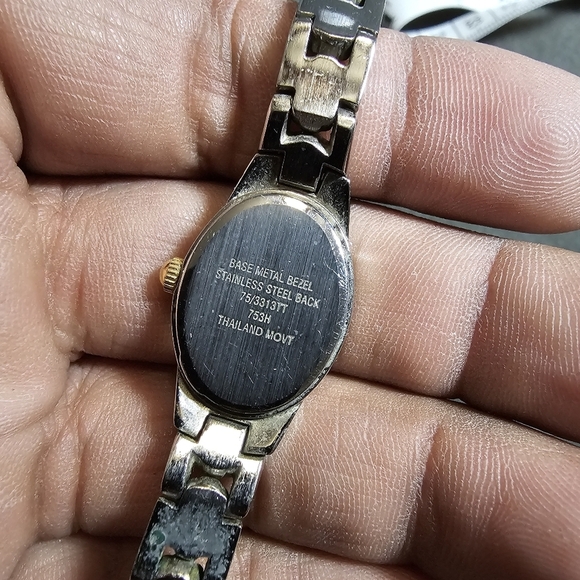 BASE METAL BEZEL
STAINLESS STEEL BACK
75/3313TT
753H
THAILAND MOVT